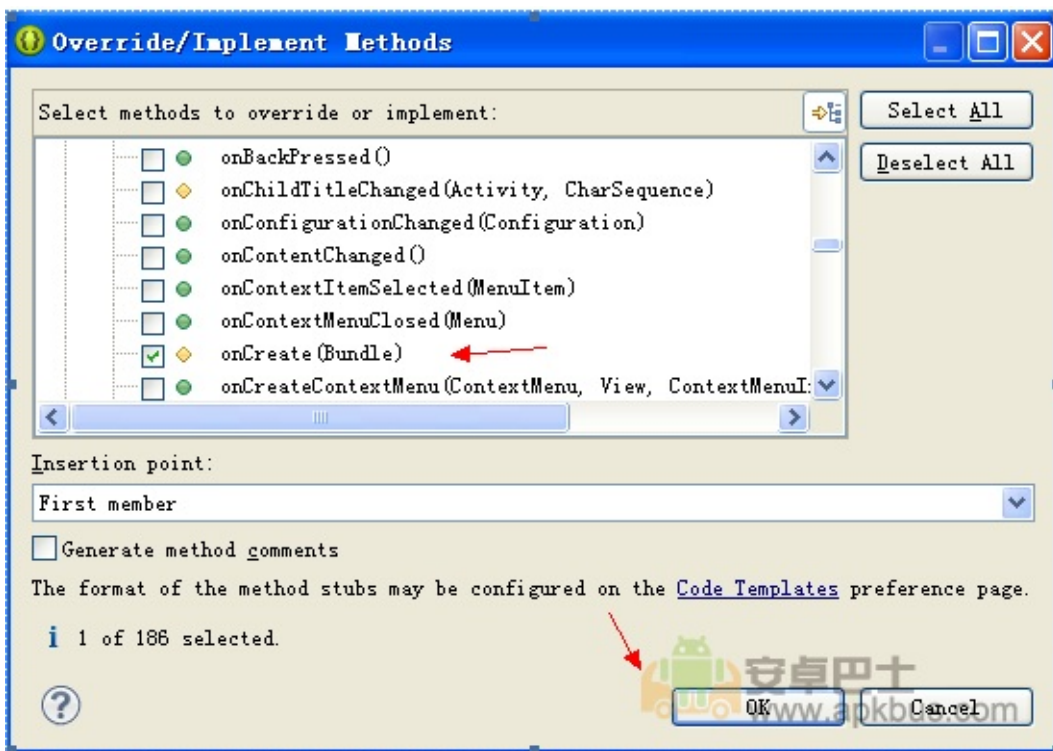 Override/Implement Methods
Select methods to override or implement:
Select All
Deselect All
onBackPressed()
onChildTitleChanged(Activity, CharSequence)
onConfigurationChanged(Configuration)
onContentChanged()
onContextItemSelected(MenuItem)
onContextMenuClosed(Menu)
onCreate(Bundle)
onCreateContextMenu(ContextMenu, View, ContextMenuI
Insertion point:
First member
Generate method comments
The format of the method stubs may be configured on the Code Templates preference page.
i 1 of 186 selected.
安卓巴士
?
OK
Cancel
www.apkbus.com